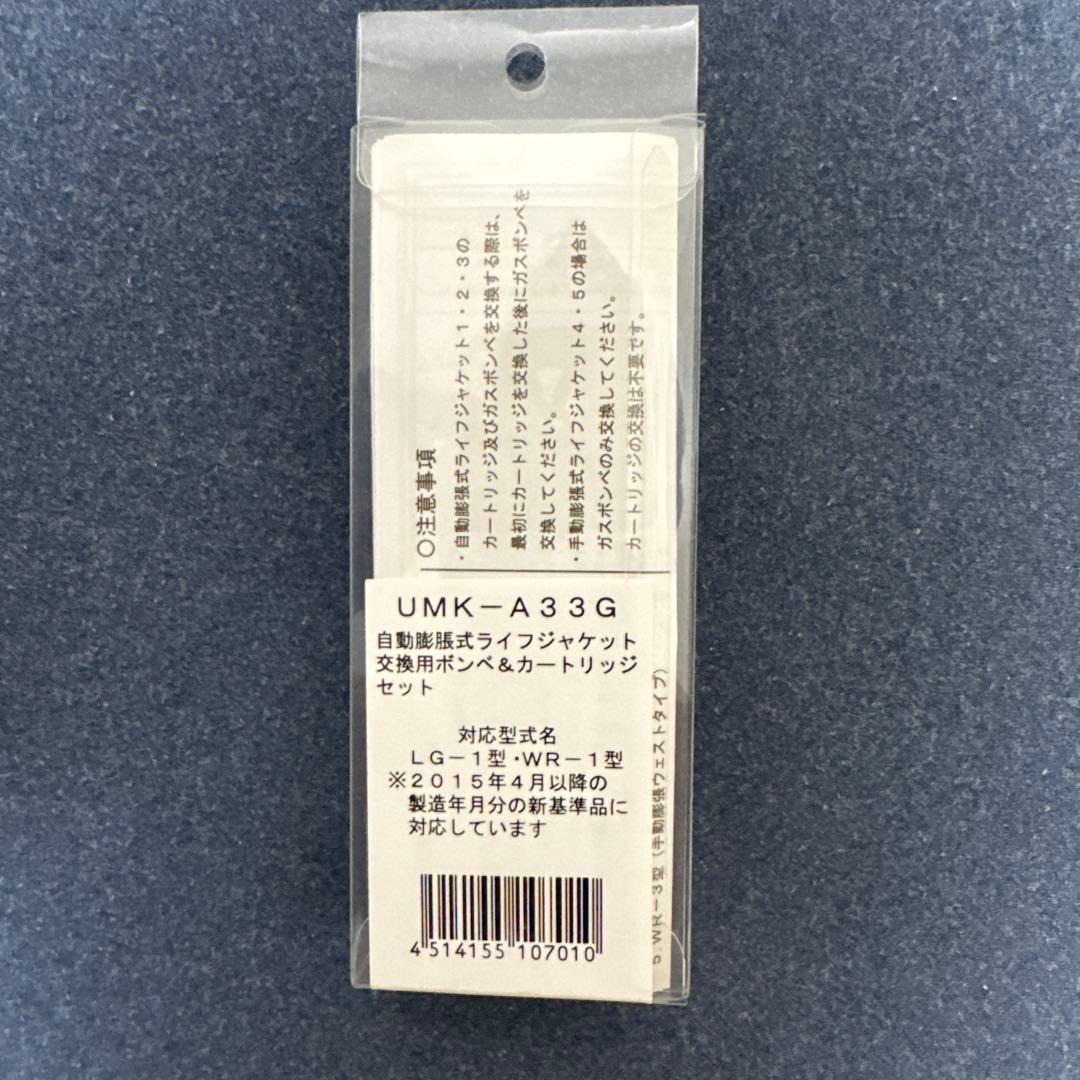 ○注意事項
・自動膨張式ライフジャケット1・2・3の
カートリッジ及びガスボンベを交換する際は、
最初にカートリッジを交換した後にガスボンベを
交換してください。
・手動膨張式ライフジャケット4・5の場合は
ガスボンベのみ交換してください。
カートリッジの交換は不要です。
UMK－A33G
自動膨脹式ライフジャケット
交換用ボンベ＆カートリッジ
セット
対応型式名
LG－1型・WR－1型
※2015年4月以降の
製造年月分の新基準品に
対応しています
4 514155 107010
5.WR－3型（手動膨張ウェストタイプ）